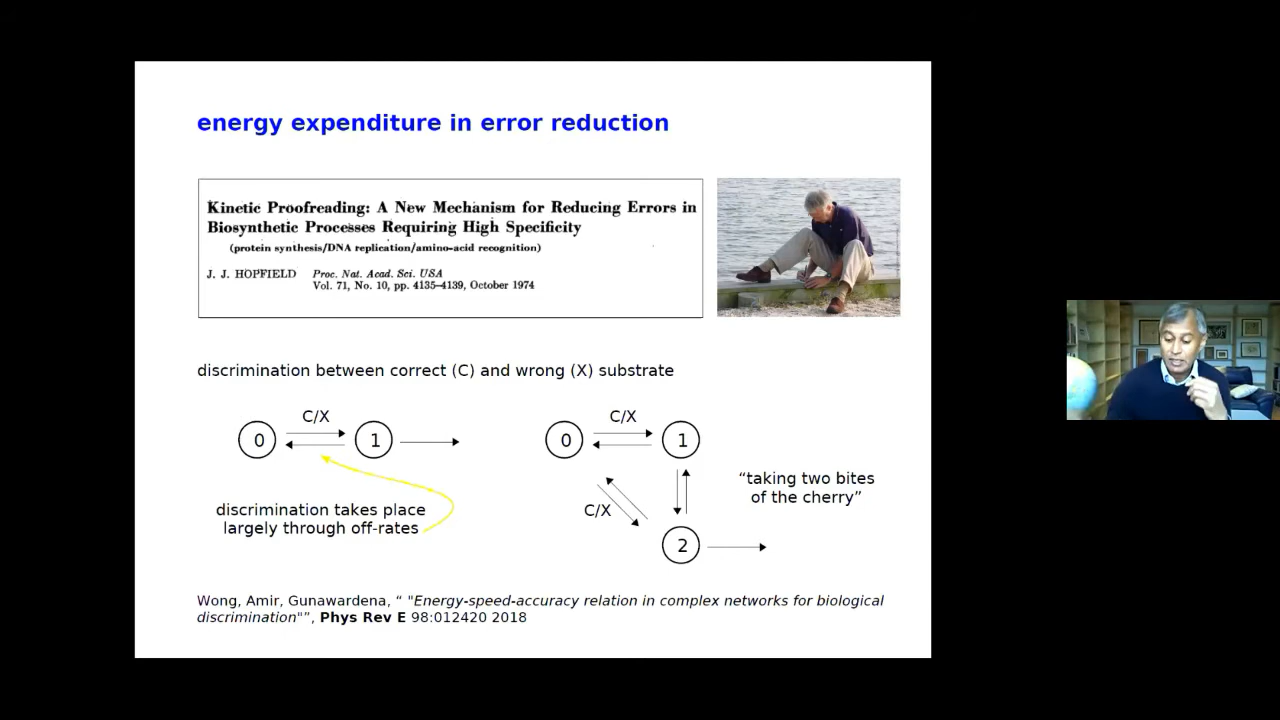 energy expenditure in error reduction
Kinetic Proofreading: A New Mechanism for Reducing Errors in
Biosynthetic Processes Requiring High Specificity
(protein synthesis/DNA replication/amino-acid recognition)
J. J. HOPFIELD
Proc. Nat. Acad. Sci. USA
Vol. 71, No. 10, pp. 4135-4139, October 1974
discrimination between correct (C) and wrong (X) substrate
C/X
0
1
discrimination takes place
largely through off-rates
C/X
0
1
C/X
2
“taking two bites
of the cherry”
Wong, Amir, Gunawardena, “ "Energy-speed-accuracy relation in complex networks for biological
discrimination"”, Phys Rev E 98:012420 2018